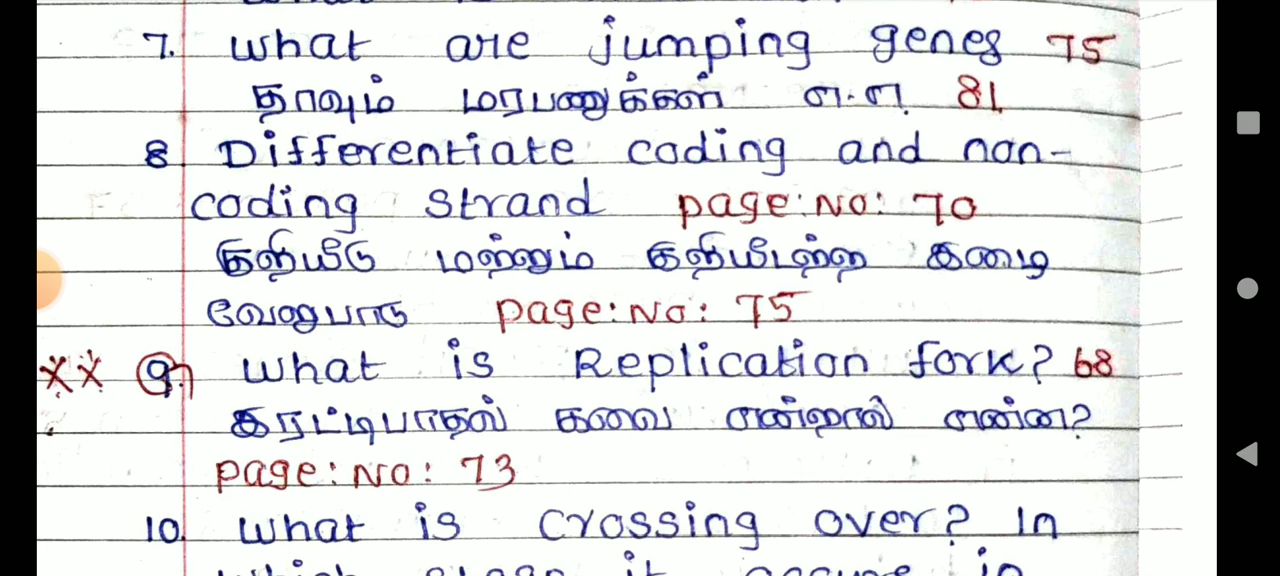 7. what are jumping genes 75
தாவும் மரபணுக்கள் எ.எ 81
8 Differentiate coding and non-
coding strand page: No: 70
குறியீடு மற்றும் குறியீடற்ற இழை
வேறுபாடு page: No: 75
9 what is Replication fork? 68
இரட்டிபாதல் கவை என்றால் என்ன?
page: No: 73
10. what is crossing over? In